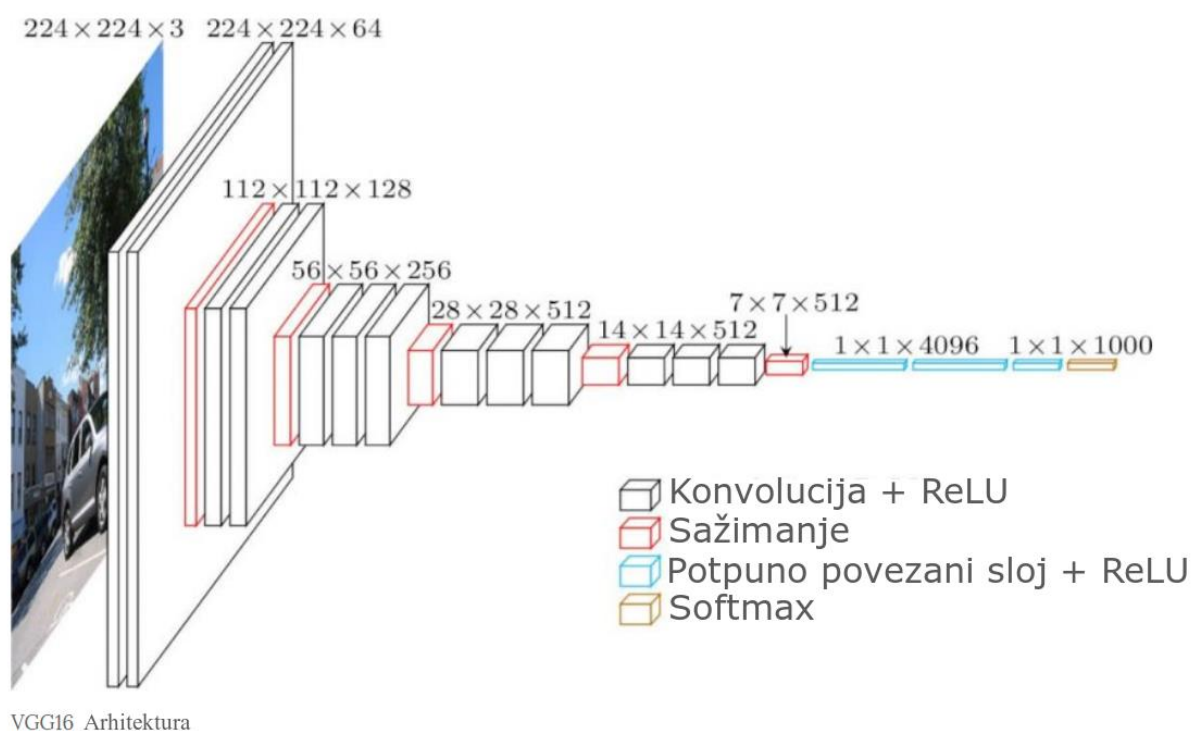 224 × 224 × 3 224 × 224 × 64
112 × 112 × 128
56 × 56 × 256
28 × 28 × 512
7 × 7 × 512
14 × 14 × 512
1 × 1 × 4096 1 × 1 × 1000
Konvolucija + ReLU
Sažimanje
Potpuno povezani sloj + ReLU
Softmax
VGG16 Arhitektura